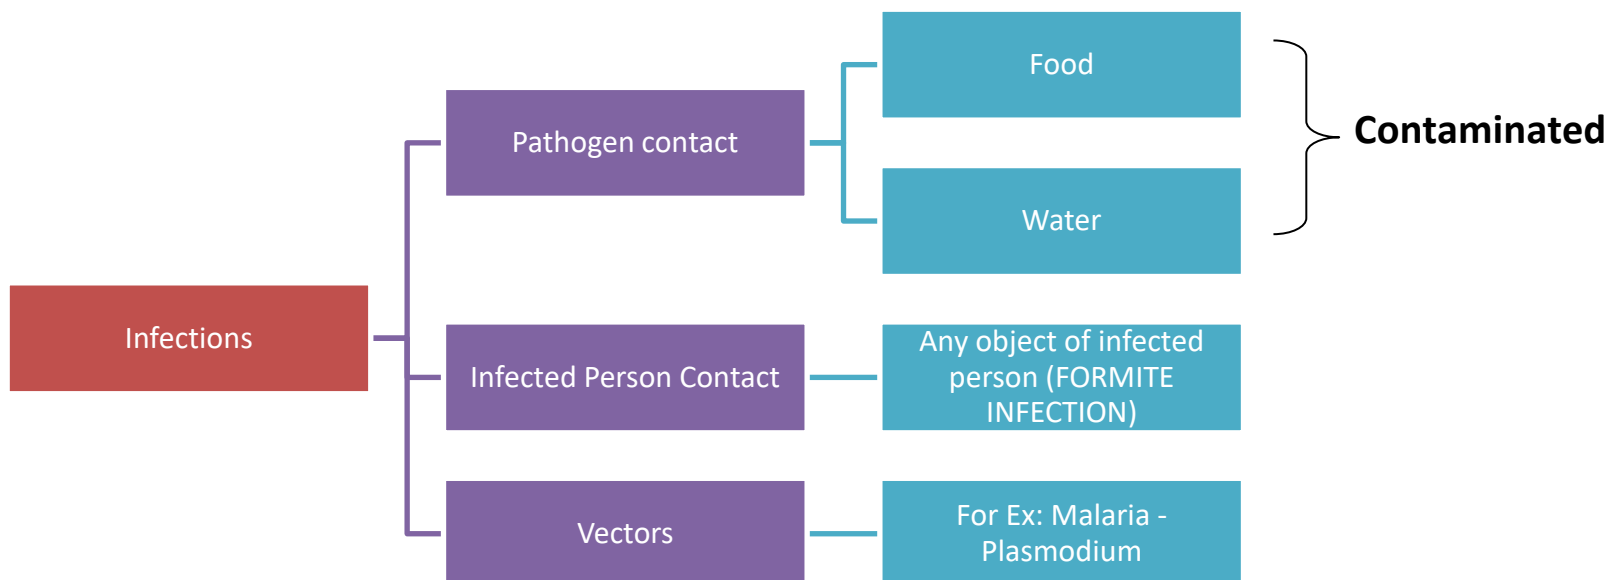 Infections
Pathogen contact
Food
Water
Contaminated
Infected Person Contact
Any object of infected
person (FORMITE
INFECTION)
Vectors
For Ex: Malaria -
Plasmodium